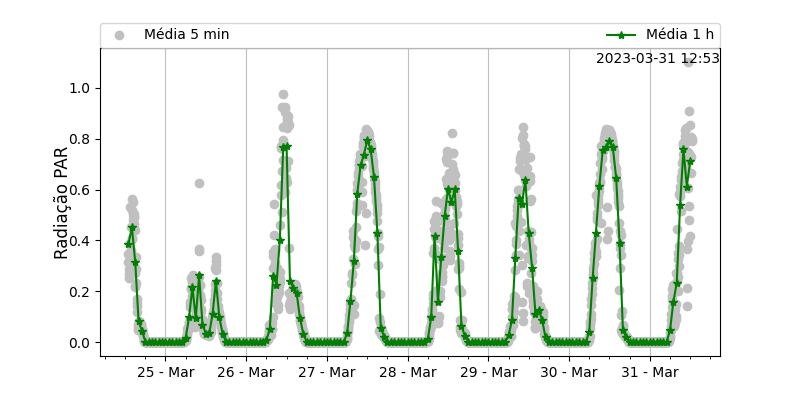 Média 5 min
Média 1 h
2023-03-31 12:53
Radiação PAR
1.0
0.8
0.6
0.4
0.2
0.0
25 - Mar
26 - Mar
27 - Mar
28 - Mar
29 - Mar
30 - Mar
31 - Mar